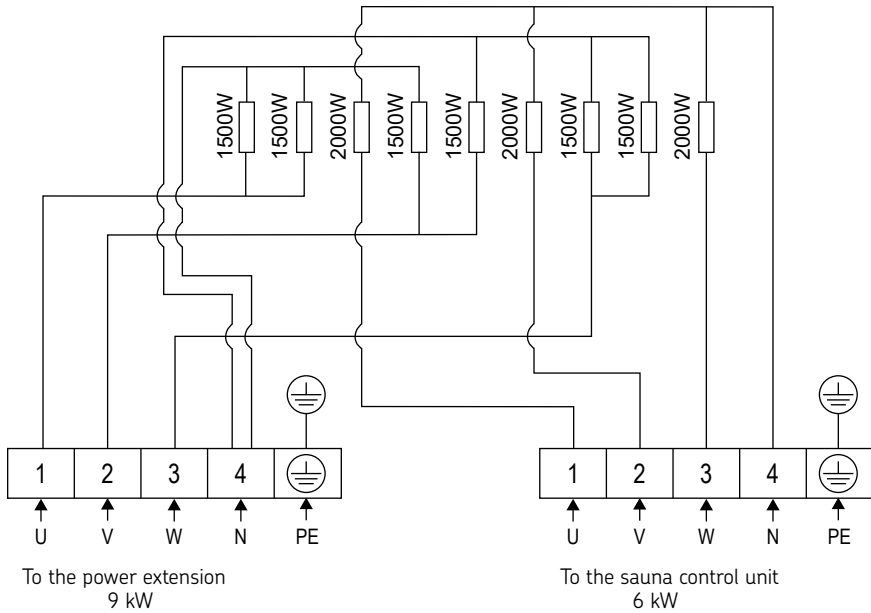 1500W
1500W
2000W
1500W
1500W
2000W
1500W
1500W
2000W
1 2 3 4
U V W N PE
To the power extension
9 kW
1 2 3 4
U V W N PE
To the sauna control unit
6 kW